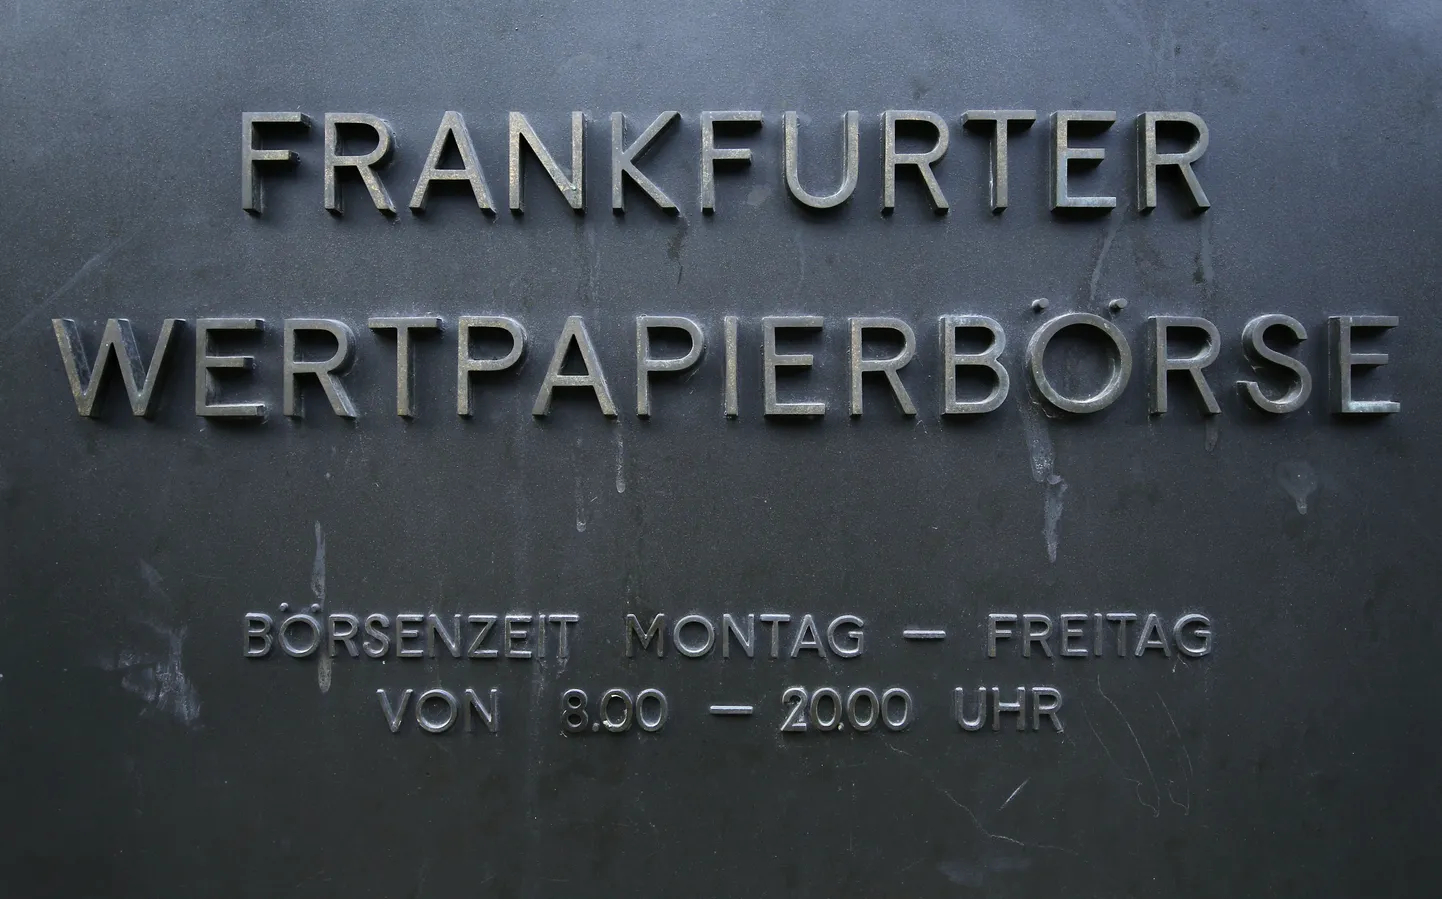 FRANKFURTER
WERTPAPIERBÖRSE
BÖRSENZEIT MONTAG — FREITAG
VON 8.00 — 20.00 UHR